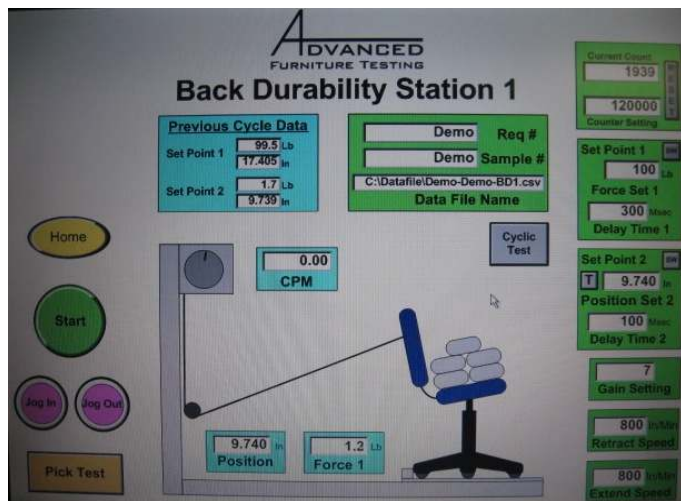 ADVANCED
FURNITURE TESTING
Back Durability Station 1
Previous Cycle Data
Set Point 1
99.5 Lb
17.405 In
Set Point 2
1.7 Lb
9.739 In
Demo Req #
Demo Sample #
C:\Datafile\Demo-Demo-BD1.csv
Data File Name
Current Count
1939
120000
Counter Setting
RESET
Set Point 1
SW
100 Lb
Force Set 1
300 Msec
Delay Time 1
Set Point 2
SW
T 9.740 In
Position Set 2
100 Msec
Delay Time 2
7
Gain Setting
800 In/Min
Retract Speed
800 In/Min
Extend Speed
Home
Start
Jog In
Jog Out
Pick Test
0.00
CPM
Cyclic
Test
9.740 In
Position
1.2 Lb
Force 1